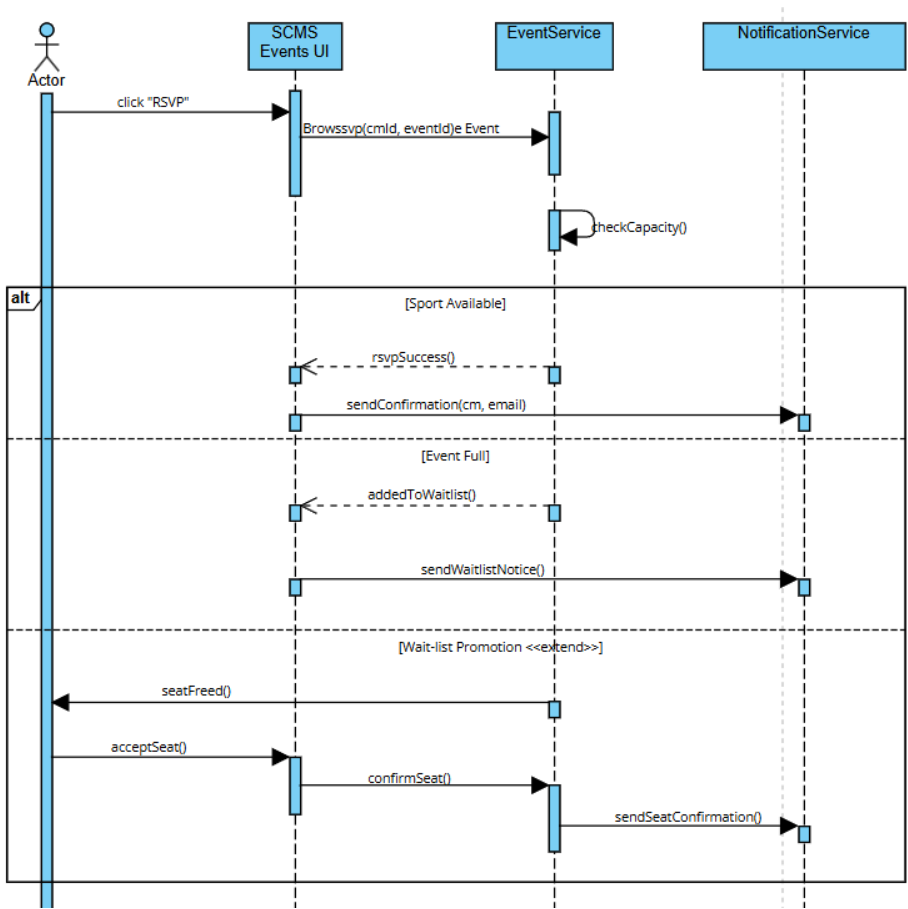 SCMS
Events UI
EventService
NotificationService
Actor
click "RSVP"
Browssvp(cmId, eventId)e Event
checkCapacity()
alt
[Sport Available]
rsvpSuccess()
sendConfirmation(cm, email)
[Event Full]
addedToWaitlist()
sendWaitlistNotice()
[Wait-list Promotion <<extend>>]
seatFreed()
acceptSeat()
confirmSeat()
sendSeatConfirmation()